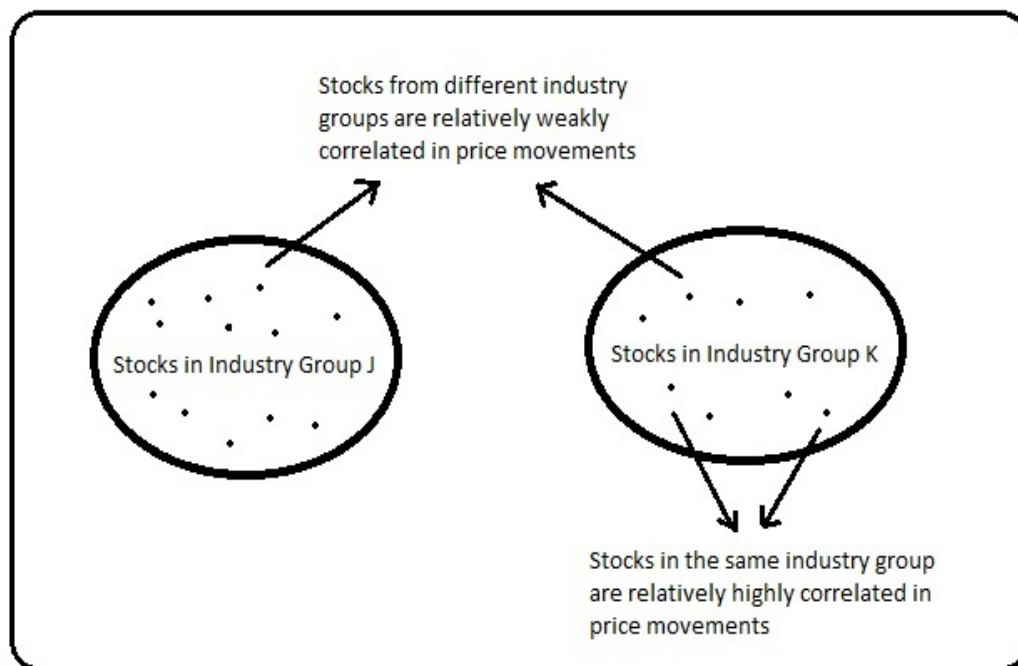 Stocks from different industry
groups are relatively weakly
correlated in price movements
Stocks in Industry Group J
Stocks in Industry Group K
Stocks in the same industry group
are relatively highly correlated in
price movements